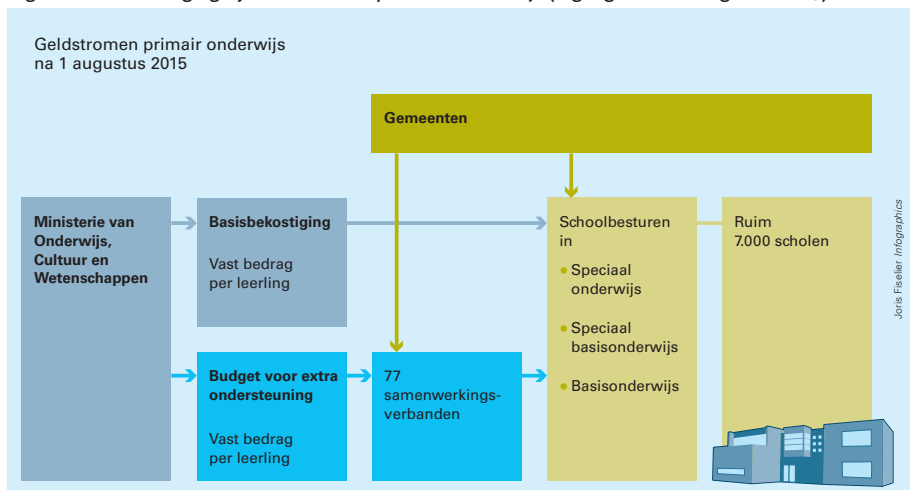 Geldstromen primair onderwijs
na 1 augustus 2015
Gemeenten
Ministerie van
Onderwijs,
Cultuur en
Wetenschappen
Basisbekostiging
Vast bedrag
per leerling
Schoolbesturen
in
• Speciaal
onderwijs
• Speciaal
basisonderwijs
• Basisonderwijs
Ruim
7.000 scholen
Budget voor extra
ondersteuning
Vast bedrag
per leerling
77
samenwerkings-
verbanden
Joris Fiselier Infographics